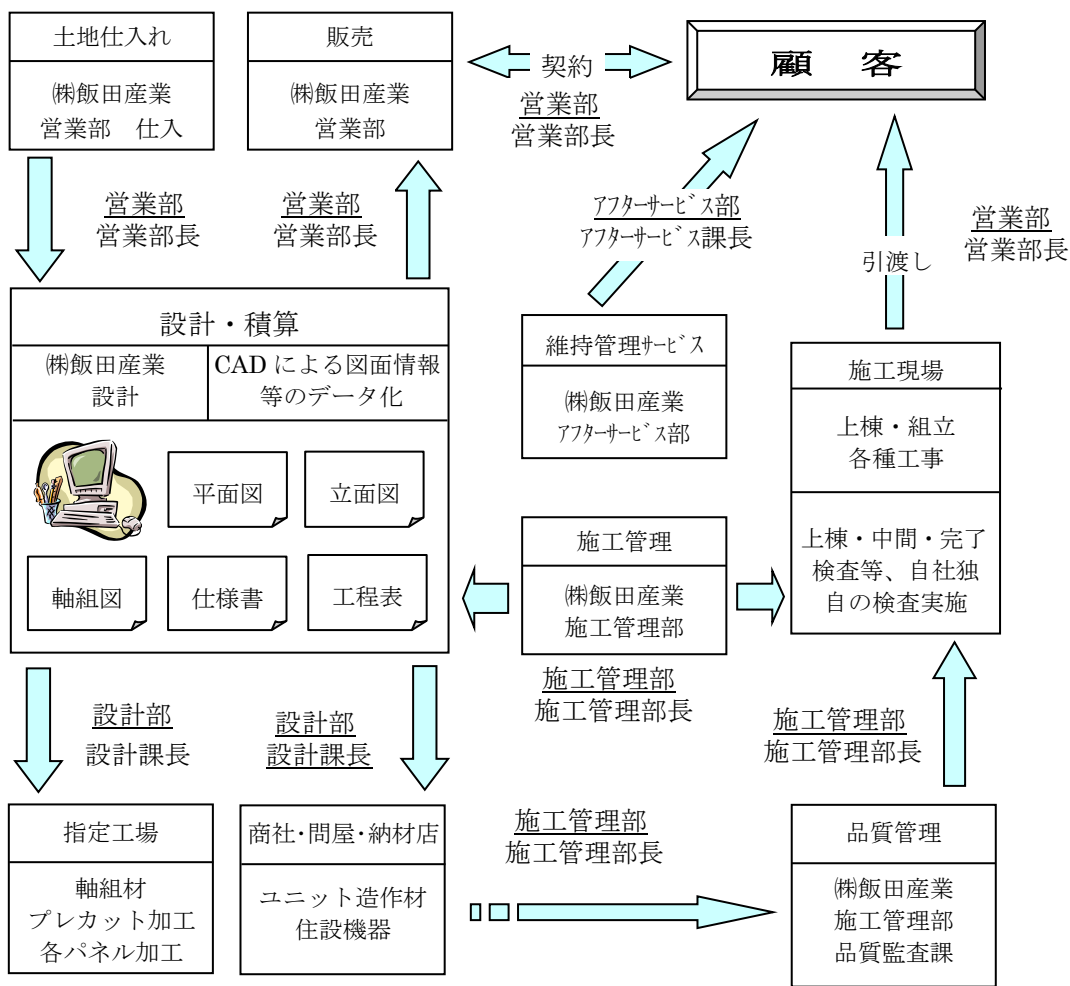 土地仕入れ
㈱飯田産業
営業部　仕入
販売
㈱飯田産業
営業部
契約
営業部
営業部長
顧　客
営業部
営業部長
営業部
営業部長
アフターサービス部
アフターサービス課長
引渡し
営業部
営業部長
設計・積算
㈱飯田産業
設計
CADによる図面情報
等のデータ化
平面図
立面図
軸組図
仕様書
工程表
維持管理サービス
㈱飯田産業
アフターサービス部
施工現場
上棟・組立
各種工事
上棟・中間・完了
検査等、自社独
自の検査実施
施工管理
㈱飯田産業
施工管理部
施工管理部
施工管理部長
設計部
設計課長
設計部
設計課長
施工管理部
施工管理部長
指定工場
軸組材
プレカット加工
各パネル加工
商社・問屋・納材店
ユニット造作材
住設機器
施工管理部
施工管理部長
品質管理
㈱飯田産業
施工管理部
品質監査課